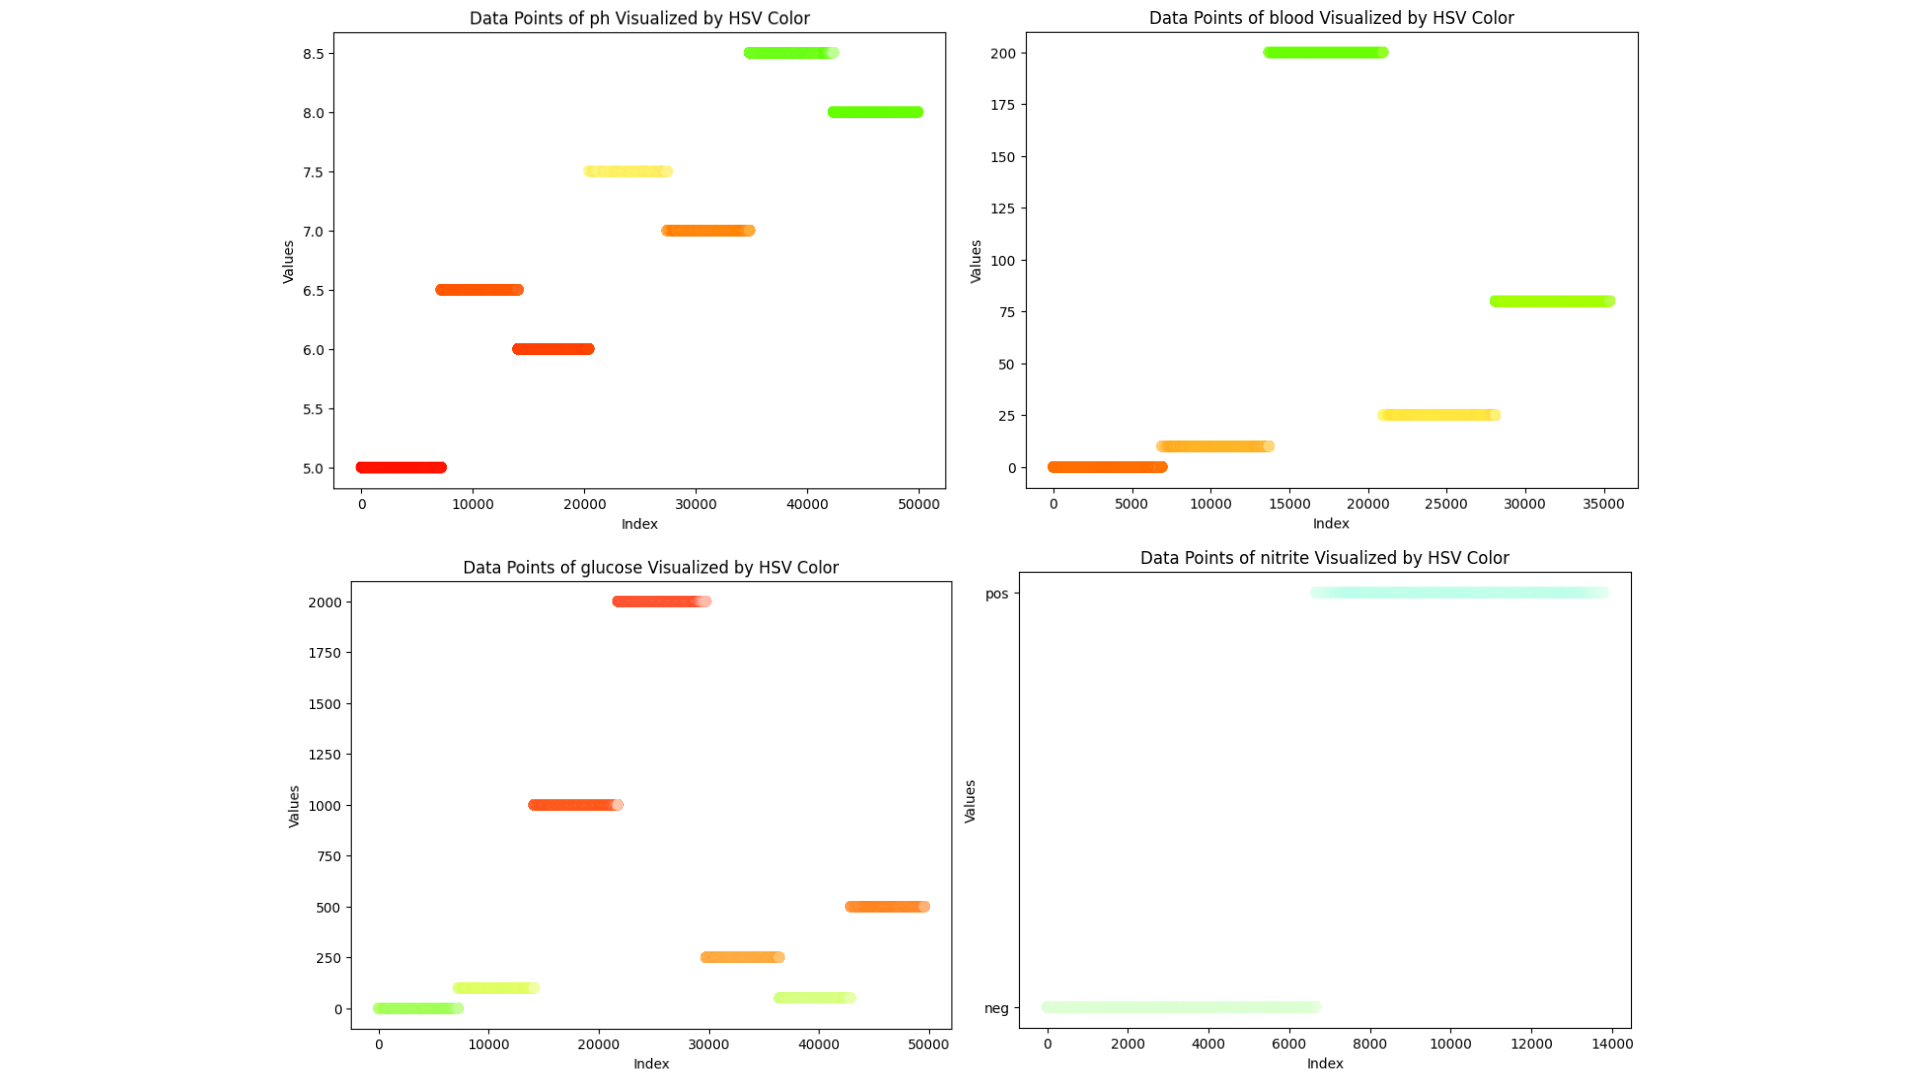 Data Points of ph Visualized by HSV Color
8.5
8.0
7.5
7.0
6.5
6.0
5.5
5.0
Values
0 10000 20000 30000 40000 50000
Index
Data Points of blood Visualized by HSV Color
200
175
150
125
100
75
50
25
0
Values
0 5000 10000 15000 20000 25000 30000 35000
Index
Data Points of glucose Visualized by HSV Color
2000
1750
1500
1250
1000
750
500
250
0
Values
0 10000 20000 30000 40000 50000
Index
Data Points of nitrite Visualized by HSV Color
pos
neg
Values
0 2000 4000 6000 8000 10000 12000 14000
Index